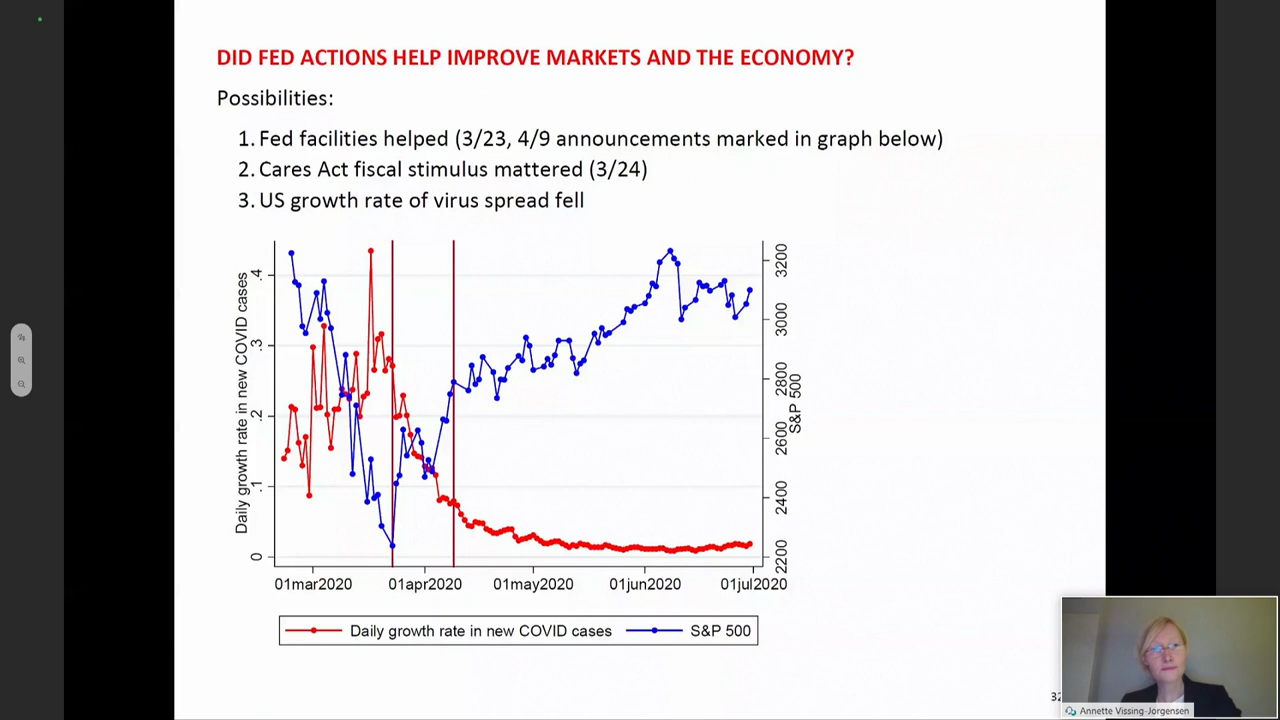 DID FED ACTIONS HELP IMPROVE MARKETS AND THE ECONOMY?
Possibilities:
1. Fed facilities helped (3/23, 4/9 announcements marked in graph below)
2. Cares Act fiscal stimulus mattered (3/24)
3. US growth rate of virus spread fell
Daily growth rate in new COVID cases
.4
.3
.2
.1
0
3200
3000
2800
2600
2400
2200
S&P 500
01mar2020 01apr2020 01may2020 01jun2020 01jul2020
Daily growth rate in new COVID cases S&P 500
32
Annette Vissing-Jorgensen